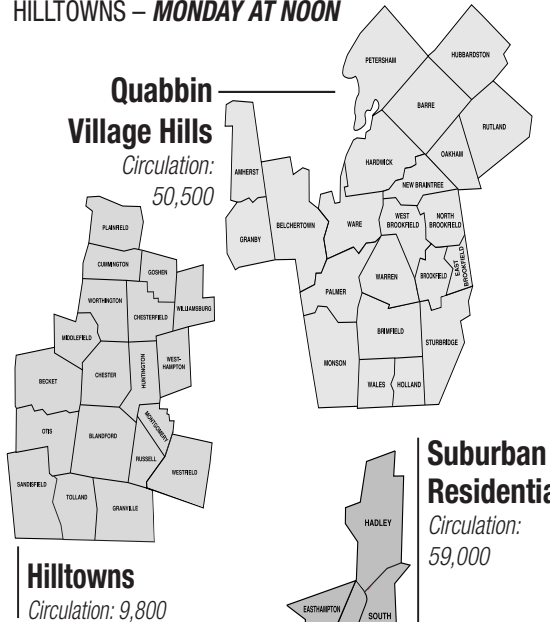 HILLTOWNS – MONDAY AT NOON
Quabbin
Village Hills
Circulation:
50,500
PETERSHAM
HUBBARDSTON
BARRE
RUTLAND
HARDWICK
OAKHAM
NEW BRAINTREE
AMHERST
GRANBY
BELCHERTOWN
WARE
WEST
BROOKFIELD
NORTH
BROOKFIELD
PALMER
WARREN
BROOKFIELD
EAST
BROOKFIELD
MONSON
BRIMFIELD
STURBRIDGE
WALES
HOLLAND
PLAINFIELD
CUMMINGTON
GOSHEN
WORTHINGTON
CHESTERFIELD
WILLIAMSBURG
MIDDLEFIELD
BECKET
CHESTER
HUNTINGTON
WEST-
HAMPTON
OTIS
BLANDFORD
MONTGOMERY
RUSSELL
WESTFIELD
SANDISFIELD
TOLLAND
GRANVILLE
Hilltowns
Circulation: 9,800
Suburban
Residentia
Circulation:
59,000
HADLEY
EASTHAMPTON
SOUTH